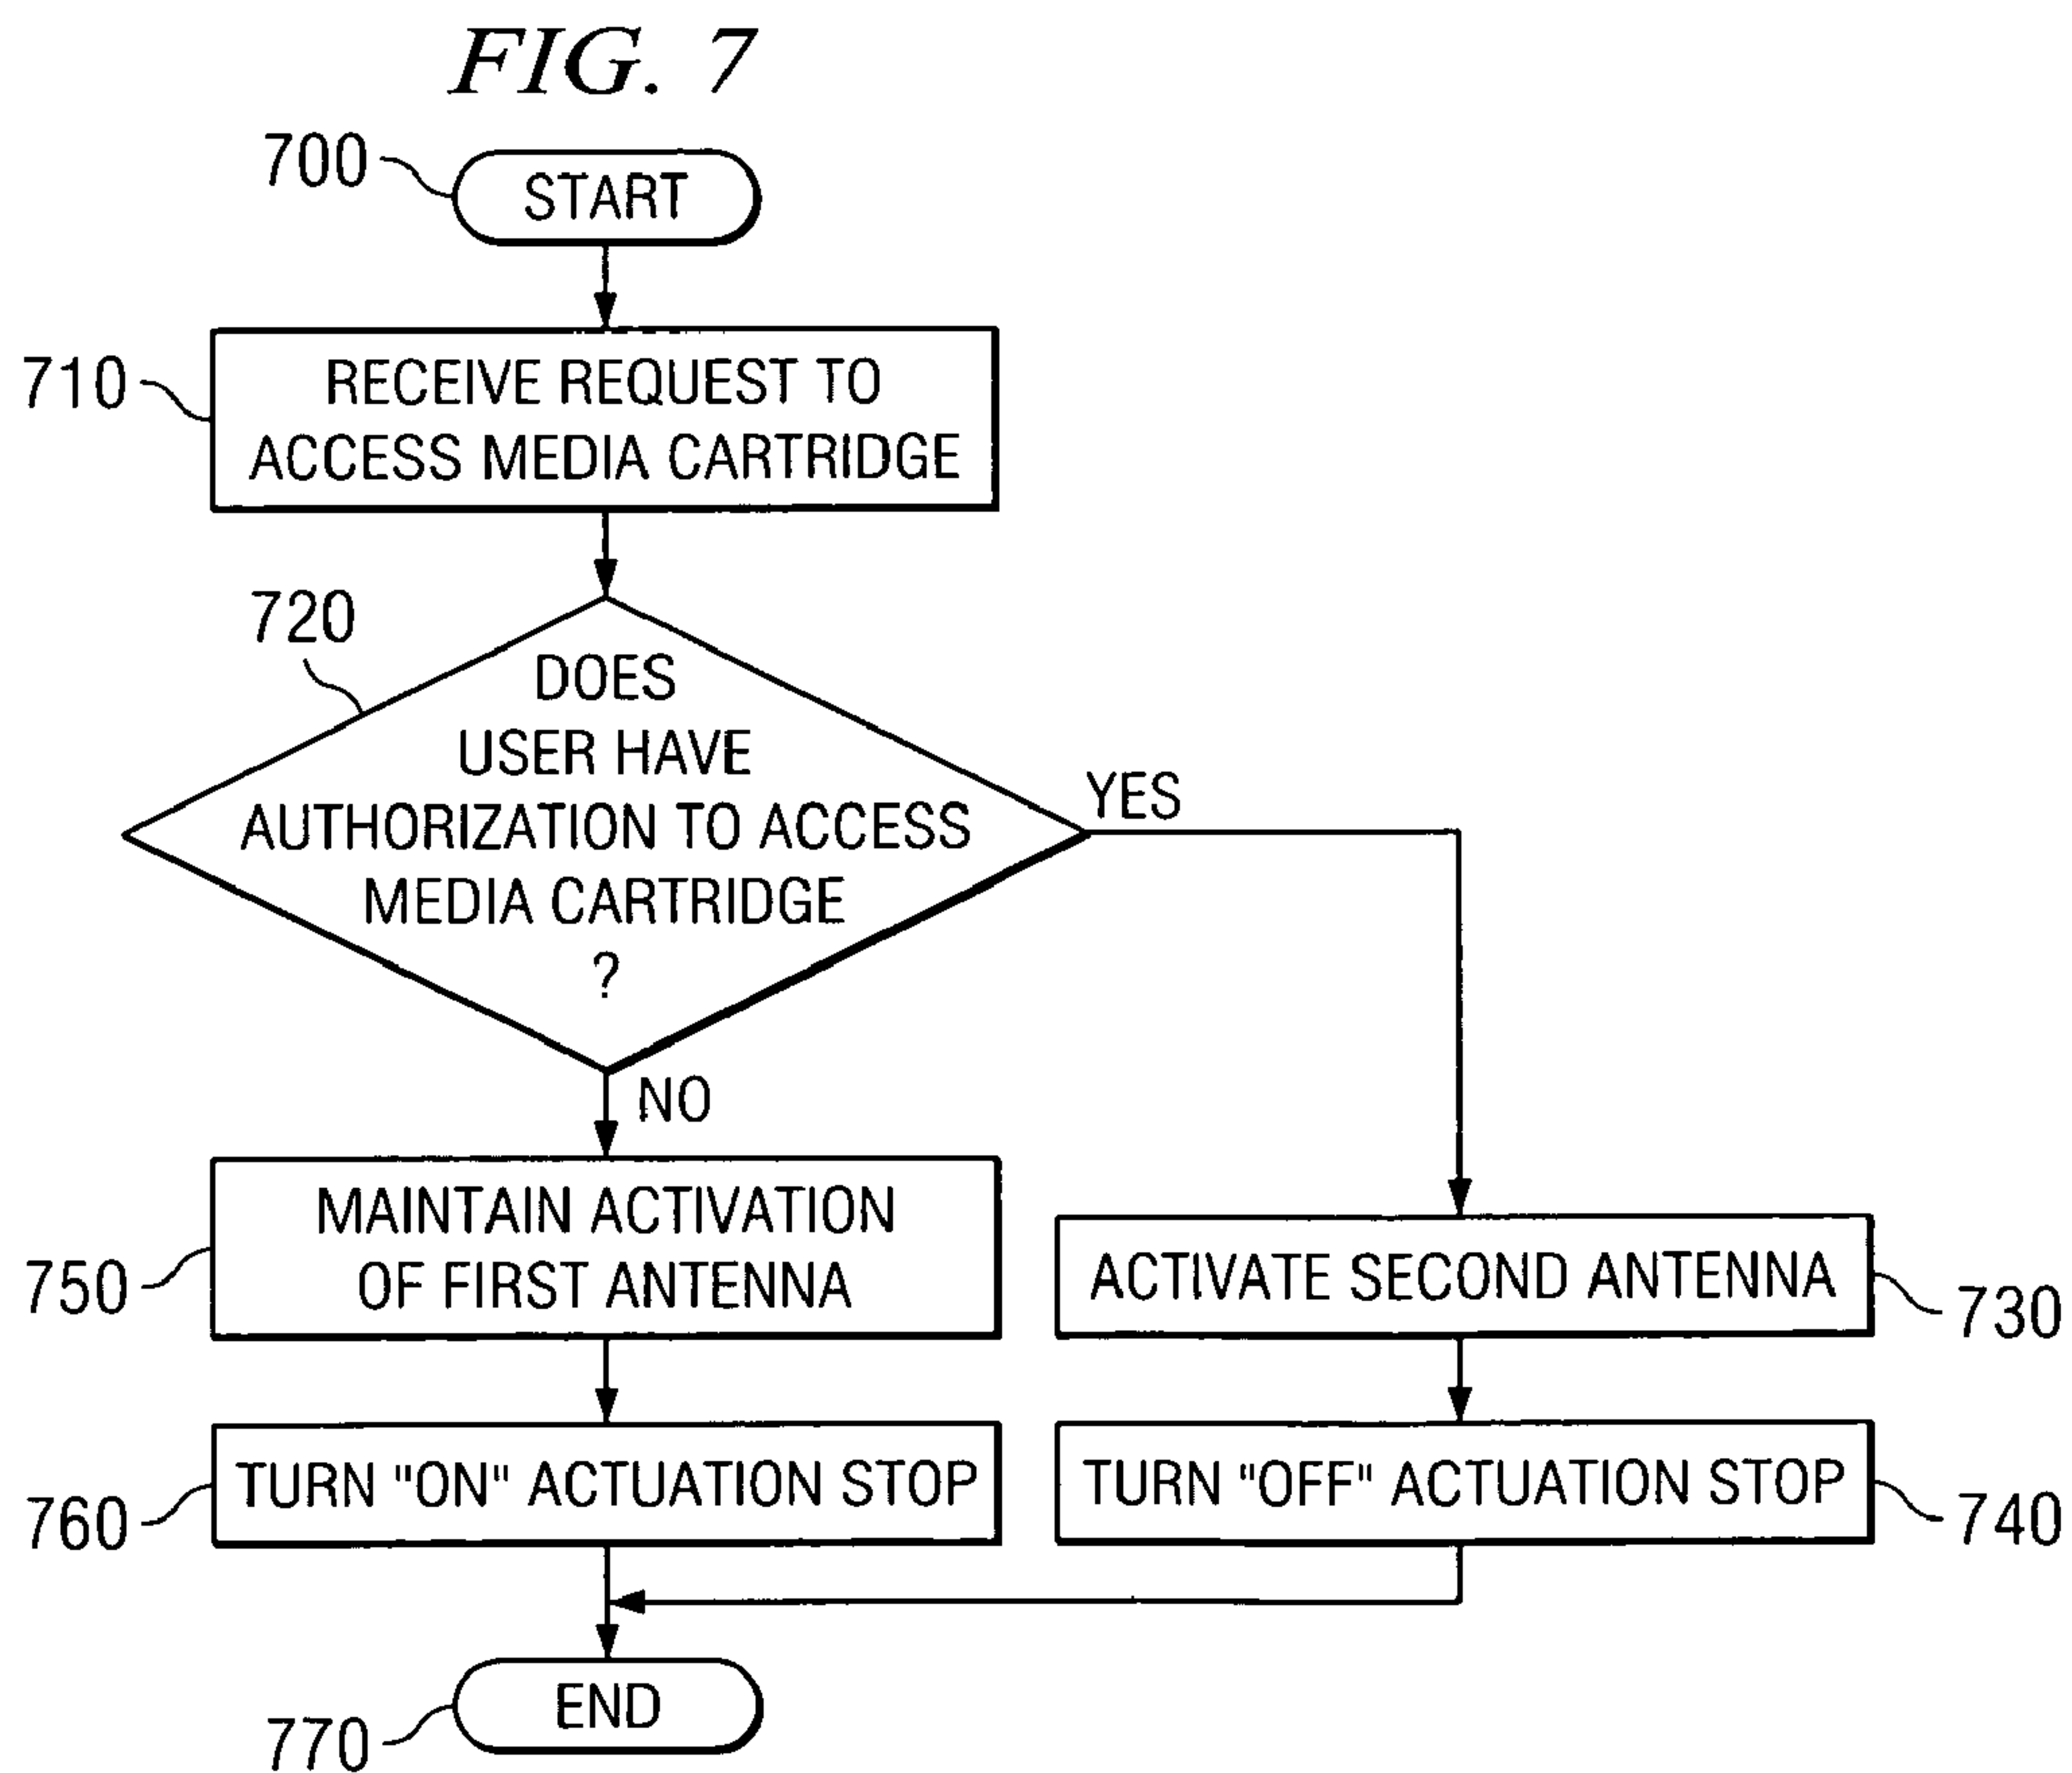 FIG. 7
700
START
710
RECEIVE REQUEST TO
ACCESS MEDIA CARTRIDGE
720
DOES
USER HAVE
AUTHORIZATION TO ACCESS
MEDIA CARTRIDGE
?
YES
NO
750
MAINTAIN ACTIVATION
OF FIRST ANTENNA
ACTIVATE SECOND ANTENNA
730
760
TURN "ON" ACTUATION STOP
TURN "OFF" ACTUATION STOP
740
770
END